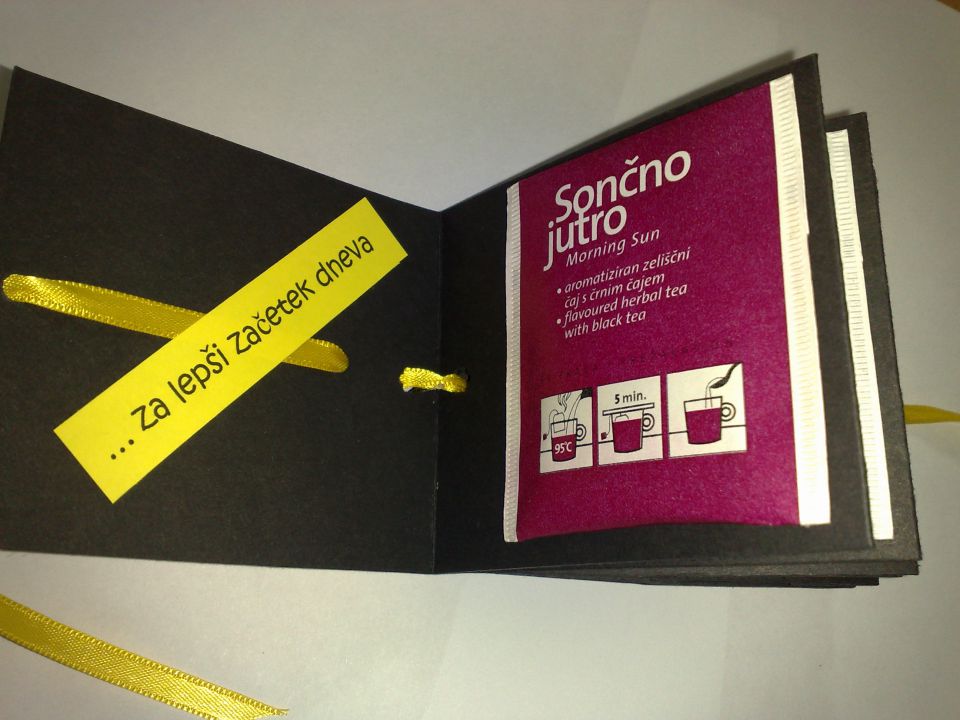 ... za lepši začetek dneva
Sončno
jutro
Morning Sun
• aromatiziran zeliščni
čaj s črnim čajem
• flavoured herbal tea
with black tea
95°C
5 min.